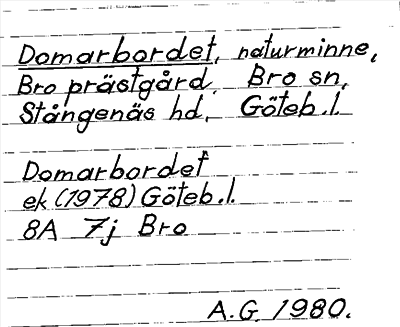 Domarbordet, naturminne,
Bro prästgård, Bro sn,
Stångenäs hd, Göteb.l.
Domarbordet
ek (1978) Göteb.l.
8A 7j Bro
A.G. 1980.